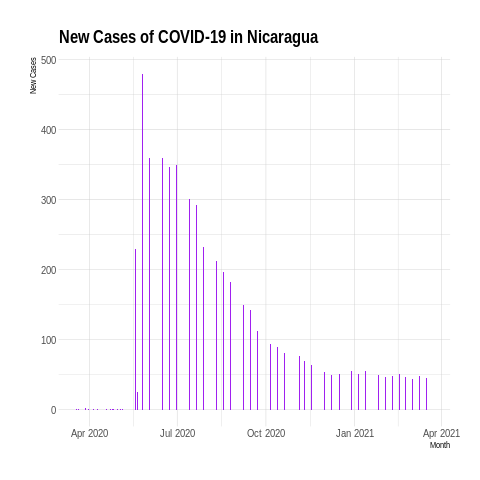 New Cases of COVID-19 in Nicaragua
New Cases
500
400
300
200
100
0
Apr 2020
Jul 2020
Oct 2020
Jan 2021
Apr 2021
Month